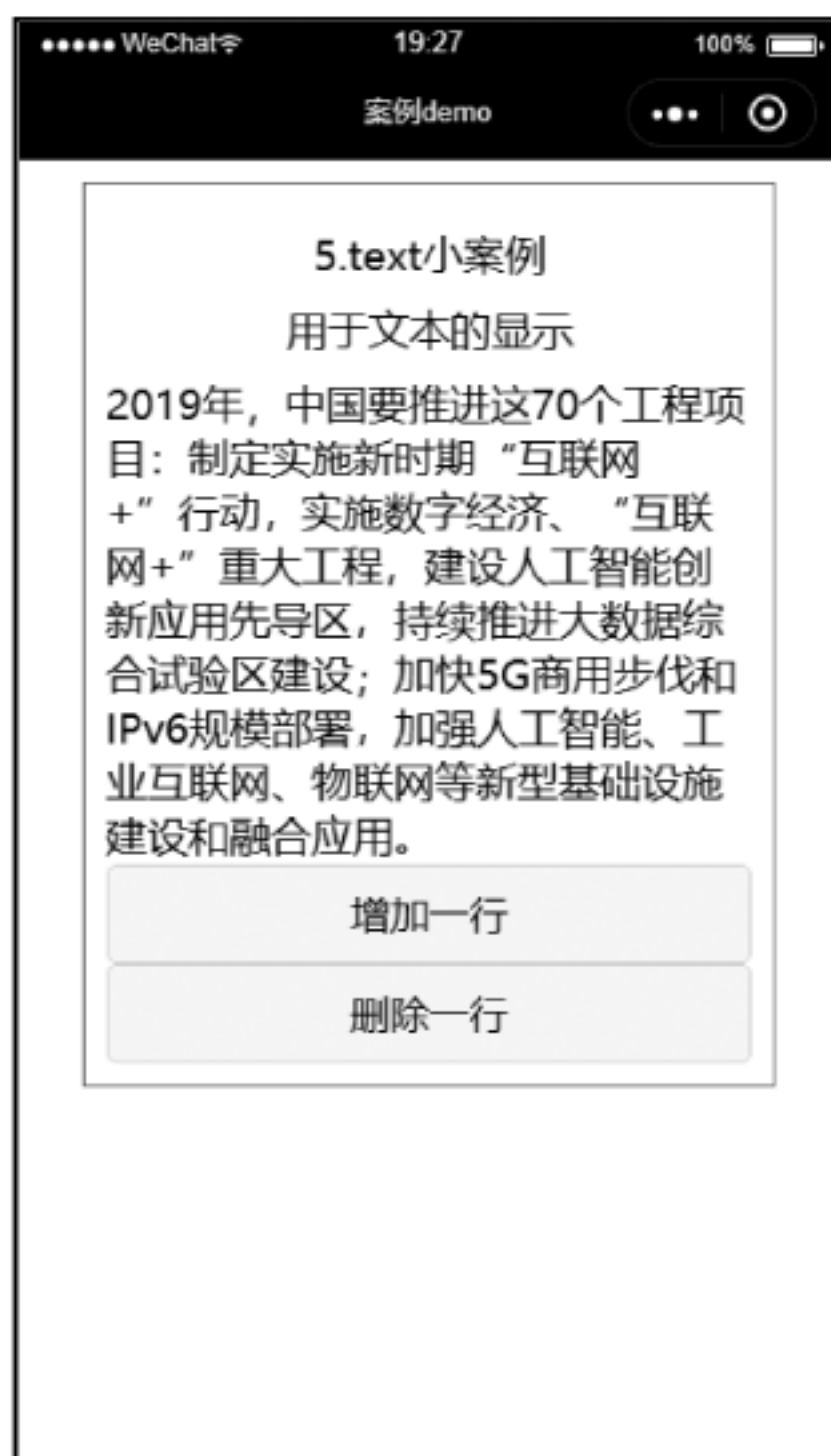 WeChat 19:27 100%
案例demo
5.text小案例
用于文本的显示
2019年，中国要推进这70个工程项
目：制定实施新时期“互联网
+”行动，实施数字经济、“互联
网+”重大工程，建设人工智能创
新应用先导区，持续推进大数据综
合试验区建设；加快5G商用步伐和
IPv6规模部署，加强人工智能、工
业互联网、物联网等新型基础设施
建设和融合应用。
增加一行
删除一行